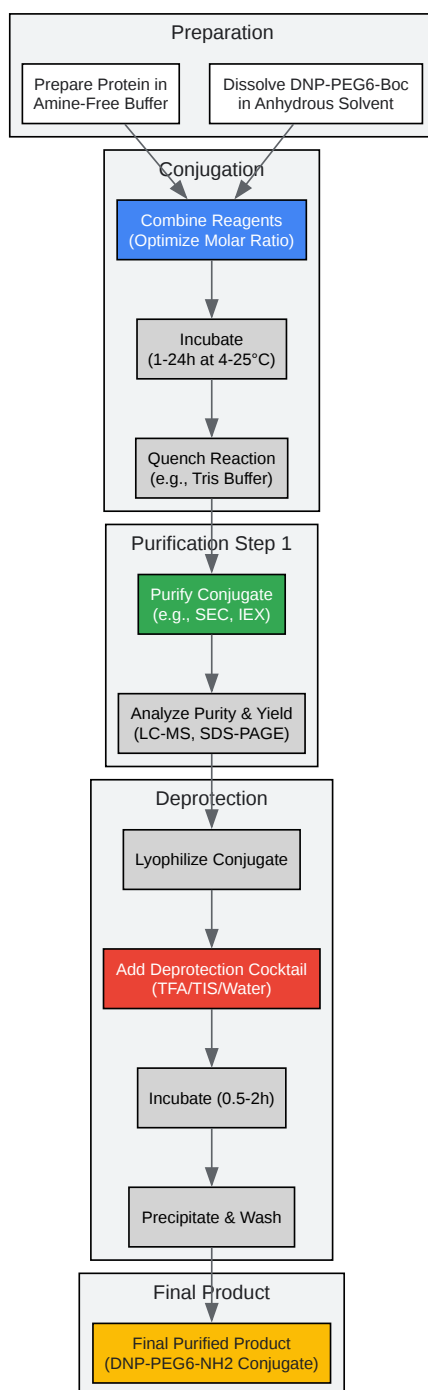 Preparation
Prepare Protein in
Amine-Free Buffer
Dissolve DNP-PEG6-Boc
in Anhydrous Solvent
Conjugation
Combine Reagents
(Optimize Molar Ratio)
Incubate
(1-24h at 4-25°C)
Quench Reaction
(e.g., Tris Buffer)
Purification Step 1
Purify Conjugate
(e.g., SEC, IEX)
Analyze Purity & Yield
(LC-MS, SDS-PAGE)
Deprotection
Lyophilize Conjugate
Add Deprotection Cocktail
(TFA/TIS/Water)
Incubate (0.5-2h)
Precipitate & Wash
Final Product
Final Purified Product
(DNP-PEG6-NH2 Conjugate)